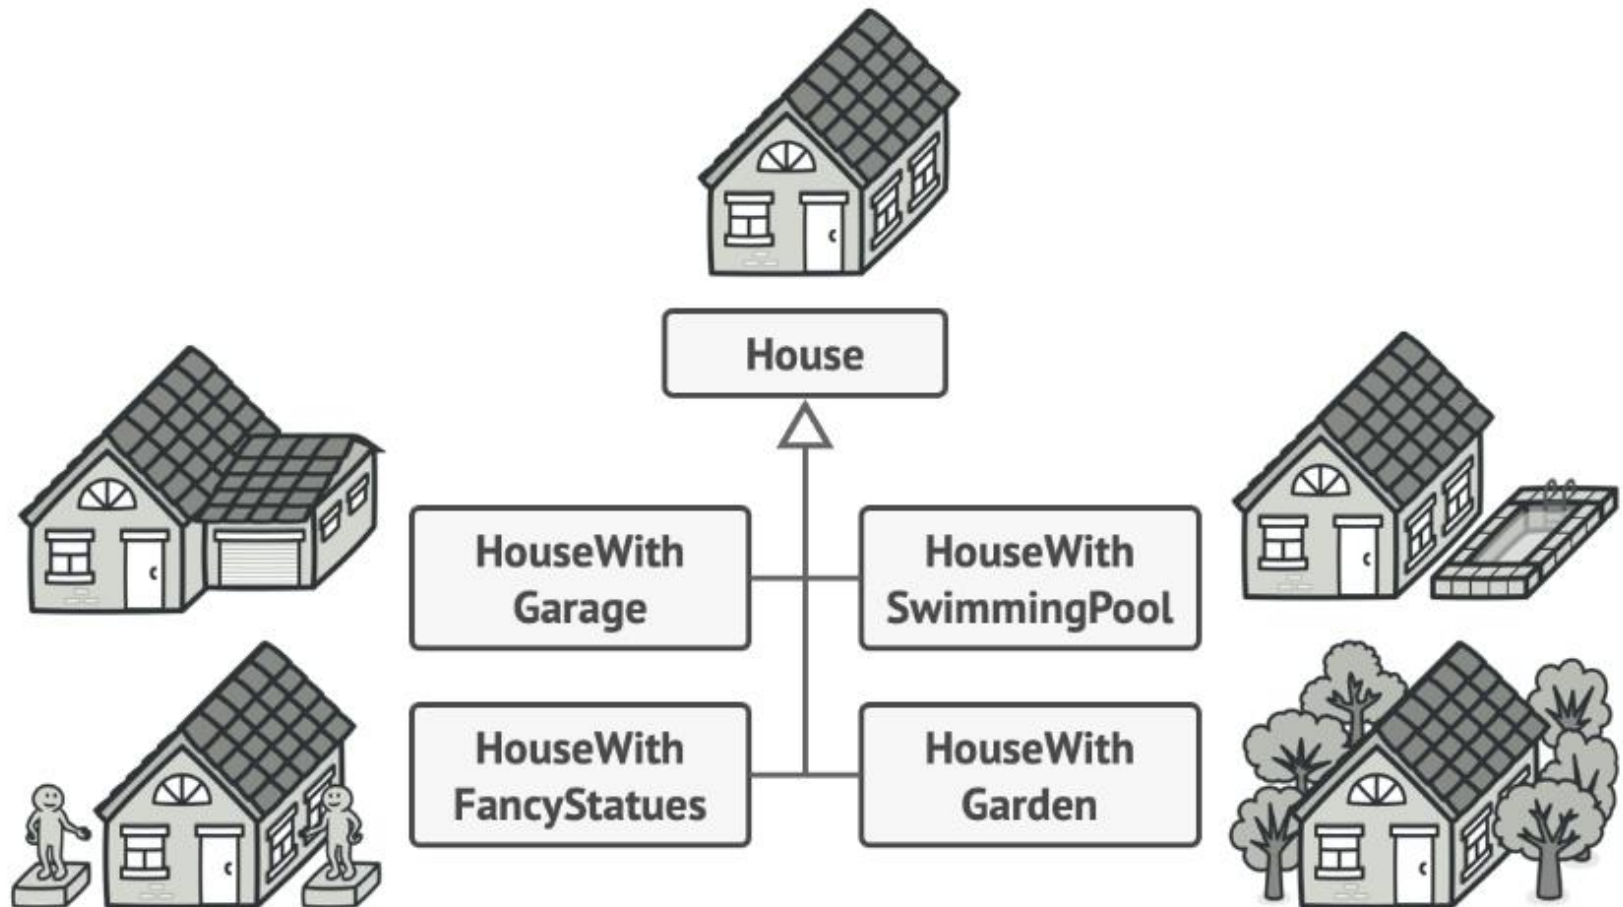 House
HouseWith
Garage
HouseWith
SwimmingPool
HouseWith
FancyStatues
HouseWith
Garden